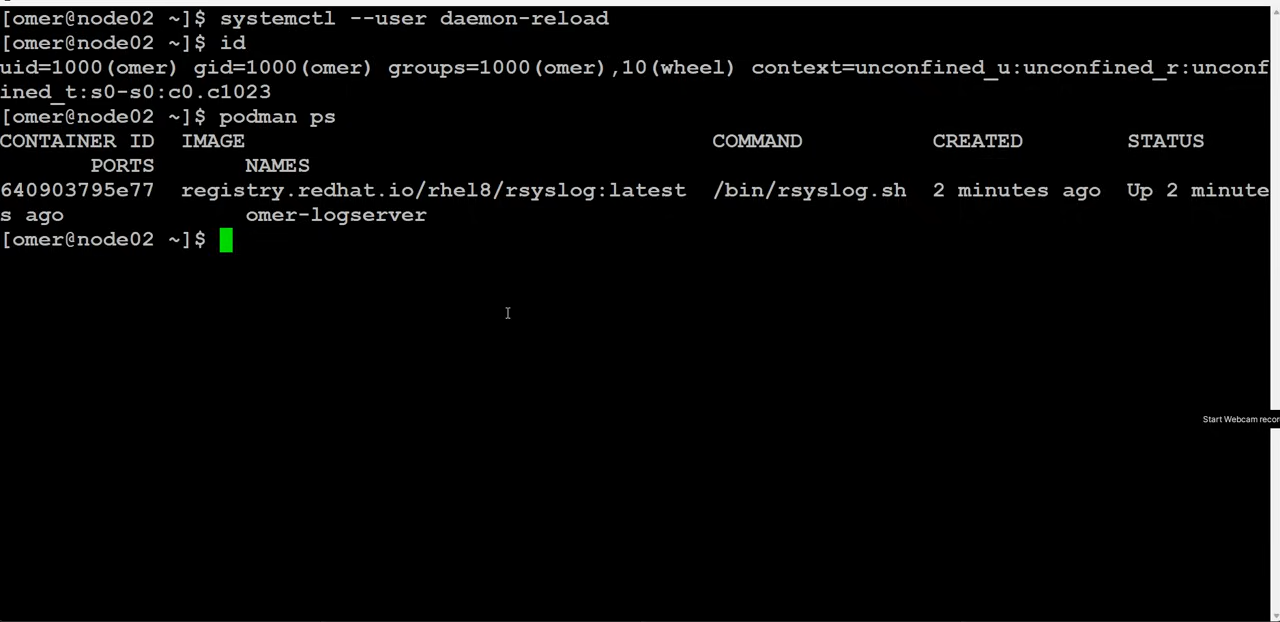 [omer@node02 ~]$ systemctl --user daemon-reload
[omer@node02 ~]$ id
uid=1000(omer) gid=1000(omer) groups=1000(omer),10(wheel) context=unconfined_u:unconfined_r:unconf
ined_t:s0-s0:c0.c1023
[omer@node02 ~]$ podman ps
CONTAINER ID  IMAGE                                    COMMAND          CREATED        STATUS
       PORTS       NAMES
640903795e77  registry.redhat.io/rhel8/rsyslog:latest  /bin/rsyslog.sh  2 minutes ago  Up 2 minute
s ago              omer-logserver
[omer@node02 ~]$
Start Webcam recor